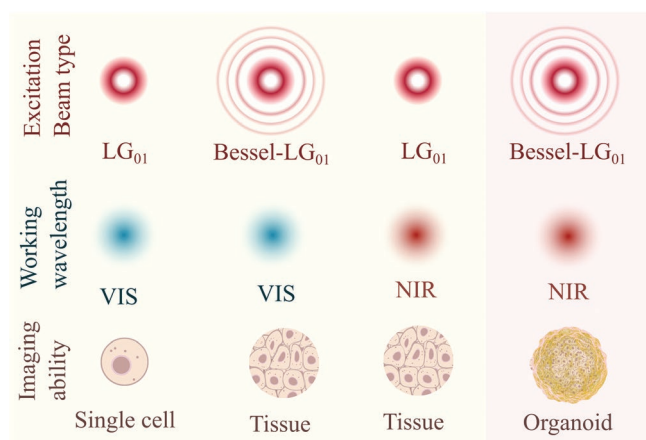 Excitation
Beam type
LG01
Bessel-LG01
LG01
Bessel-LG01
Working
wavelength
VIS
VIS
NIR
NIR
Imaging
ability
Single cell
Tissue
Tissue
Organoid